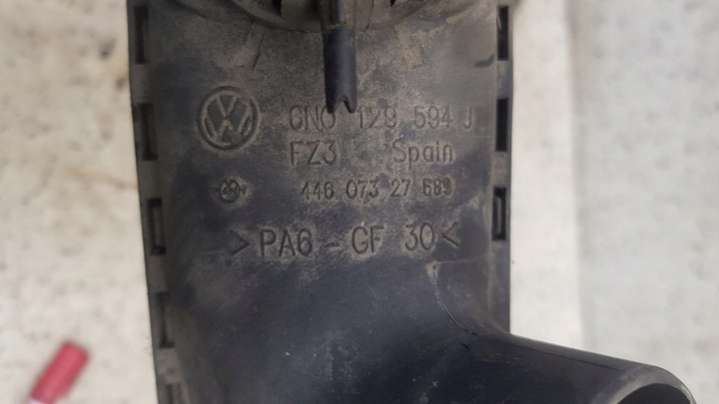 6N0 129 594 J
FZ3 Spain
446 073 27 689
>PA6 - GF 30<